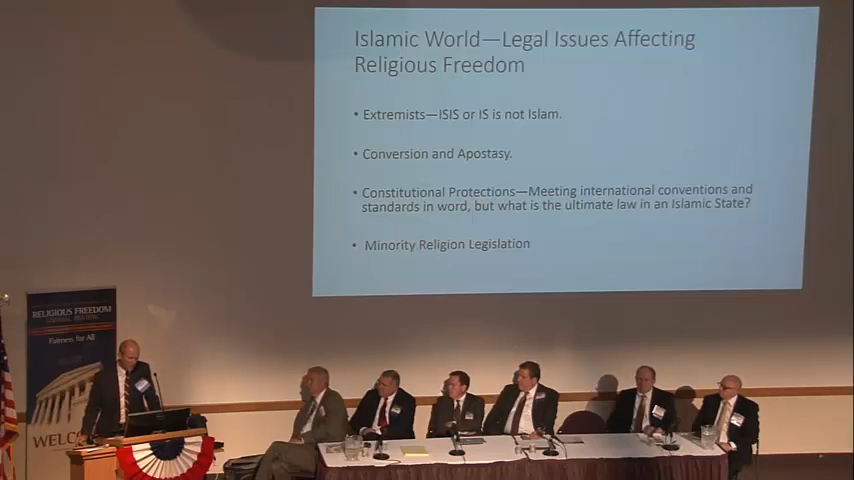 Islamic World—Legal Issues Affecting
Religious Freedom
• Extremists—ISIS or IS is not Islam.
• Conversion and Apostasy.
• Constitutional Protections—Meeting international conventions and
standards in word, but what is the ultimate law in an Islamic State?
• Minority Religion Legislation
RELIGIOUS FREEDOM
ANNUAL REVIEW
Fairness for All